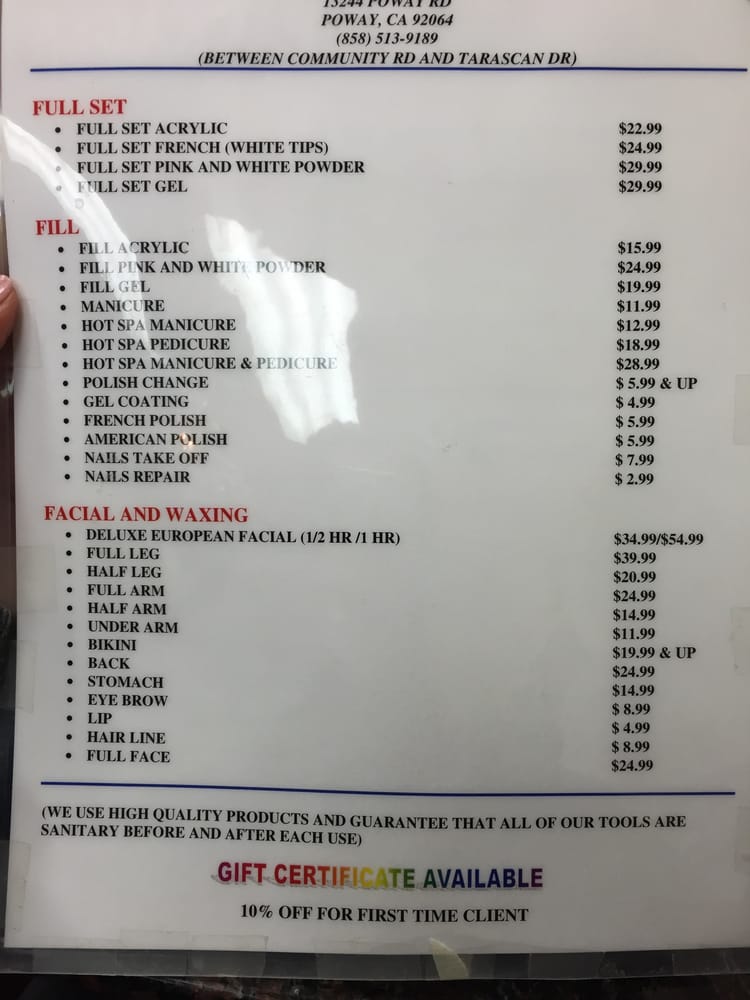 13244 POWAY RD
POWAY, CA 92064
(858) 513-9189
(BETWEEN COMMUNITY RD AND TARASCAN DR)
FULL SET
• FULL SET ACRYLIC $22.99
• FULL SET FRENCH (WHITE TIPS) $24.99
• FULL SET PINK AND WHITE POWDER $29.99
• FULL SET GEL $29.99
FILL
• FILL ACRYLIC $15.99
• FILL PINK AND WHITE POWDER $24.99
• FILL GEL $19.99
• MANICURE $11.99
• HOT SPA MANICURE $12.99
• HOT SPA PEDICURE $18.99
• HOT SPA MANICURE & PEDICURE $28.99
• POLISH CHANGE $ 5.99 & UP
• GEL COATING $ 4.99
• FRENCH POLISH $ 5.99
• AMERICAN POLISH $ 5.99
• NAILS TAKE OFF $ 7.99
• NAILS REPAIR $ 2.99
FACIAL AND WAXING
• DELUXE EUROPEAN FACIAL (1/2 HR /1 HR) $34.99/$54.99
• FULL LEG $39.99
• HALF LEG $20.99
• FULL ARM $24.99
• HALF ARM $14.99
• UNDER ARM $11.99
• BIKINI $19.99 & UP
• BACK $24.99
• STOMACH $14.99
• EYE BROW $ 8.99
• LIP $ 4.99
• HAIR LINE $ 8.99
• FULL FACE $24.99
(WE USE HIGH QUALITY PRODUCTS AND GUARANTEE THAT ALL OF OUR TOOLS ARE
SANITARY BEFORE AND AFTER EACH USE)
GIFT CERTIFICATE AVAILABLE
10% OFF FOR FIRST TIME CLIENT